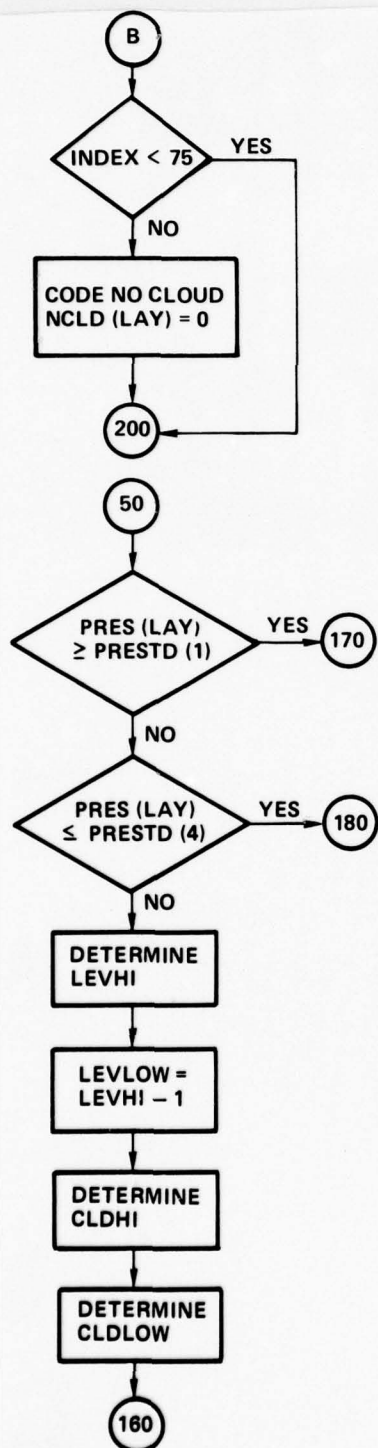 B
INDEX < 75
YES
NO
CODE NO CLOUD
NCLD (LAY) = 0
200
50
PRES (LAY)
≥ PRESTD (1)
YES
170
NO
PRES (LAY)
≤ PRESTD (4)
YES
180
NO
DETERMINE
LEVHI
LEVLOW =
LEVHI − 1
DETERMINE
CLDHI
DETERMINE
CLDLOW
160